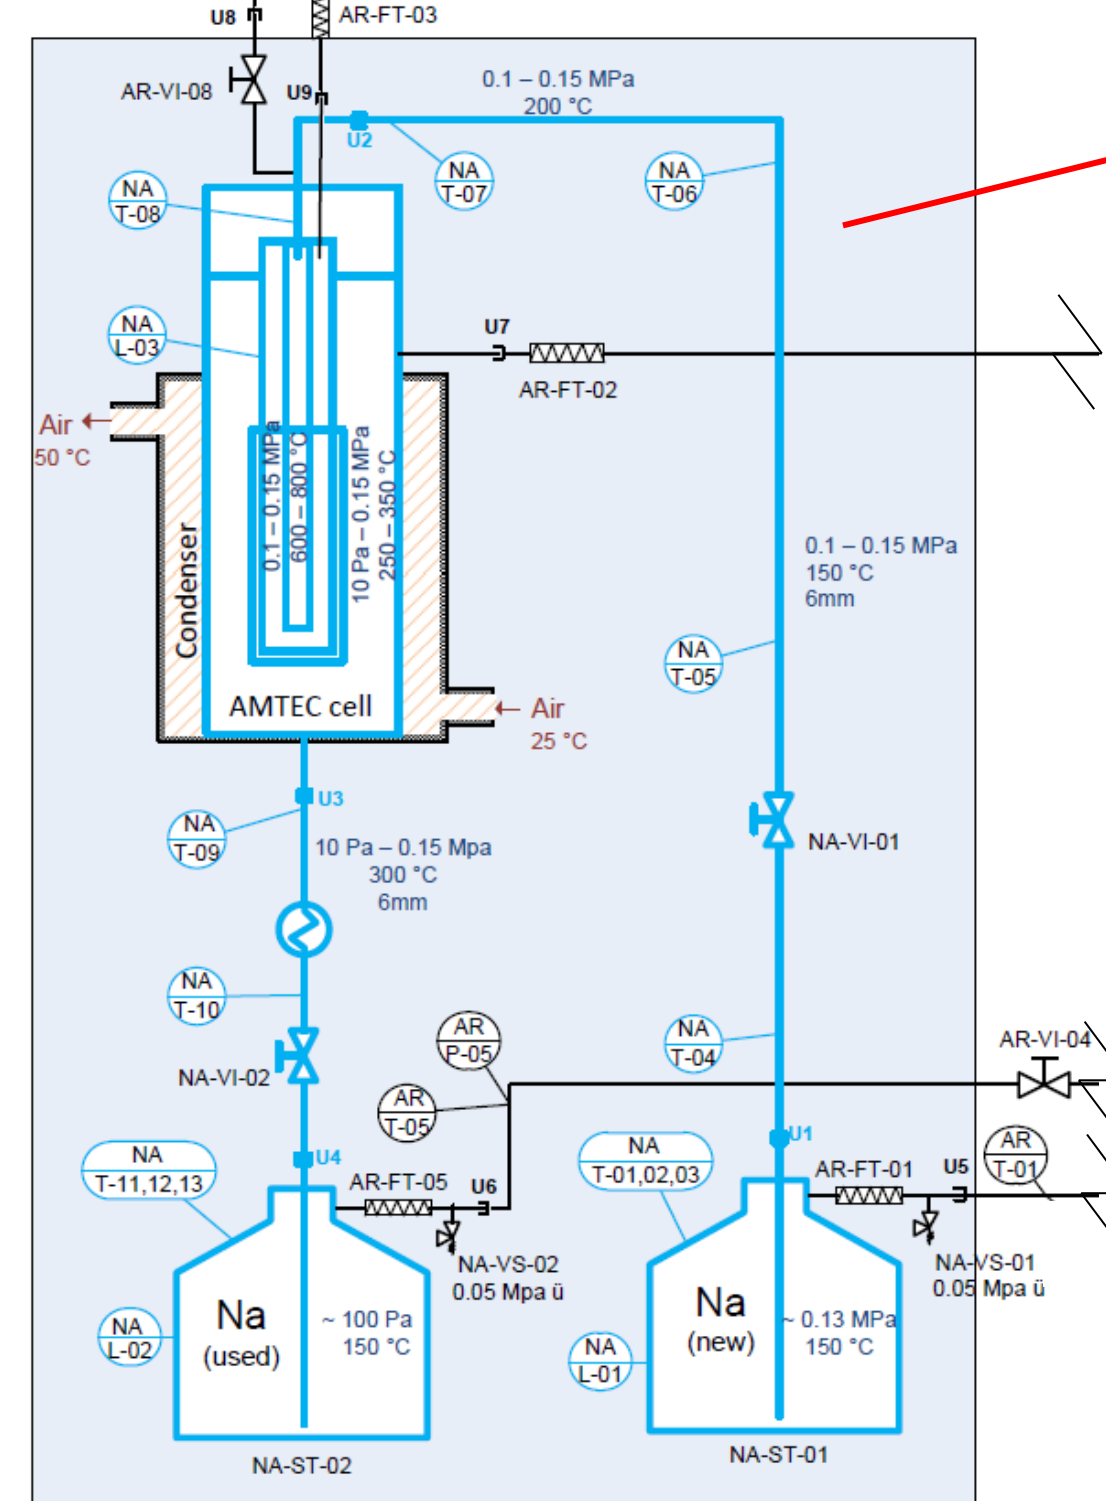 U8
AR-FT-03
AR-VI-08
U9
0.1 – 0.15 MPa
200 °C
U2
NA
T-08
NA
T-07
NA
T-06
NA
L-03
U7
AR-FT-02
Air
50 °C
0.1 – 0.15 MPa
600 – 800 °C
10 Pa – 0.15 MPa
250 – 350 °C
Condenser
0.1 – 0.15 MPa
150 °C
6mm
NA
T-05
AMTEC cell
Air
25 °C
U3
NA
T-09
10 Pa – 0.15 Mpa
300 °C
6mm
NA-VI-01
NA
T-10
NA-VI-02
AR
P-05
AR
T-05
NA
T-04
AR-VI-04
U4
NA
T-11,12,13
AR-FT-05
U6
U1
NA
T-01,02,03
AR-FT-01
U5
AR
T-01
NA-VS-02
0.05 Mpa ü
NA-VS-01
0.05 Mpa ü
Na
(used)
~ 100 Pa
150 °C
NA
L-02
Na
(new)
~ 0.13 MPa
150 °C
NA
L-01
NA-ST-02
NA-ST-01